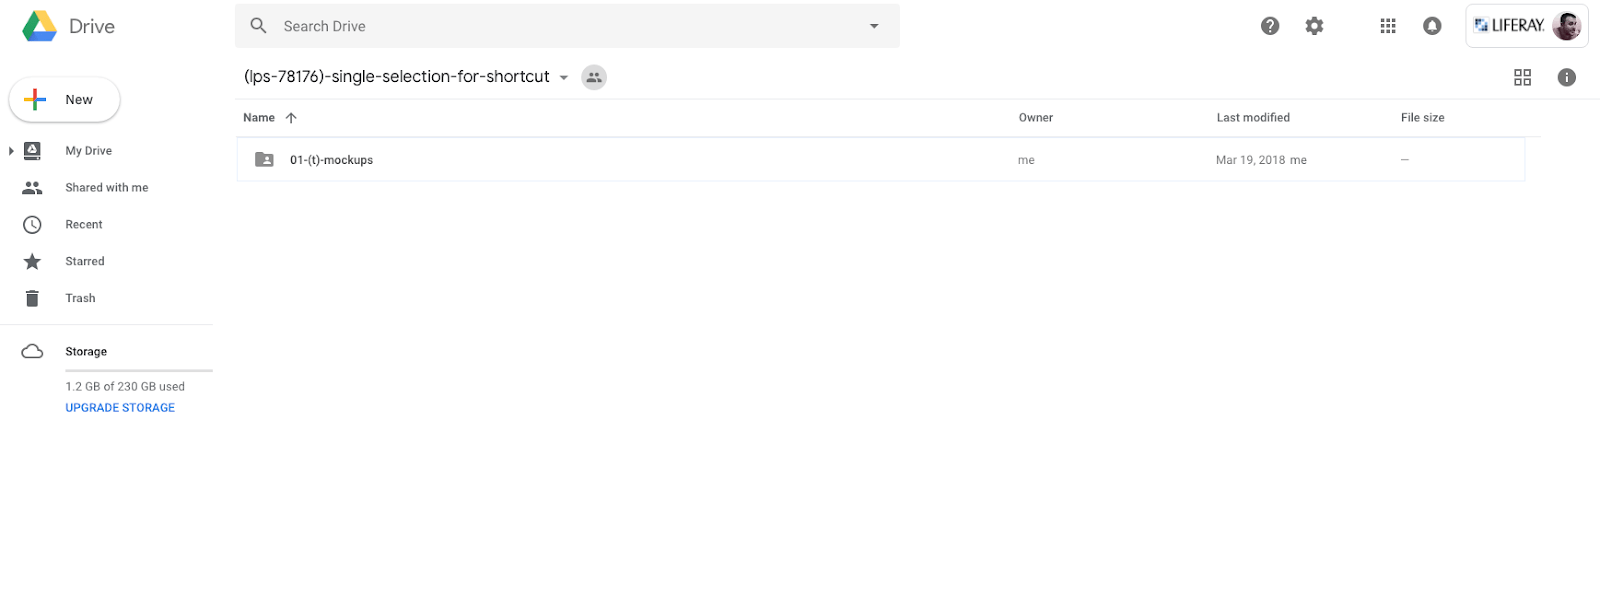 Drive
Search Drive
LIFERAY.
(lps-78176)-single-selection-for-shortcut
New
Name Owner Last modified File size
01-(t)-mockups me Mar 19, 2018 me –
My Drive
Shared with me
Recent
Starred
Trash
Storage
1.2 GB of 230 GB used
UPGRADE STORAGE